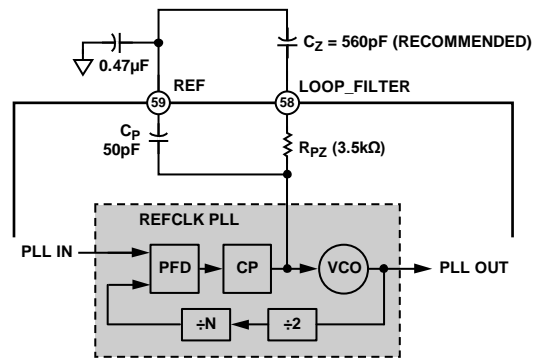 C_Z = 560pF (RECOMMENDED)
0.47µF
REF
LOOP_FILTER
59
58
C_P
50pF
R_PZ (3.5kΩ)
REFCLK PLL
PLL IN
PFD
CP
VCO
PLL OUT
÷N
÷2